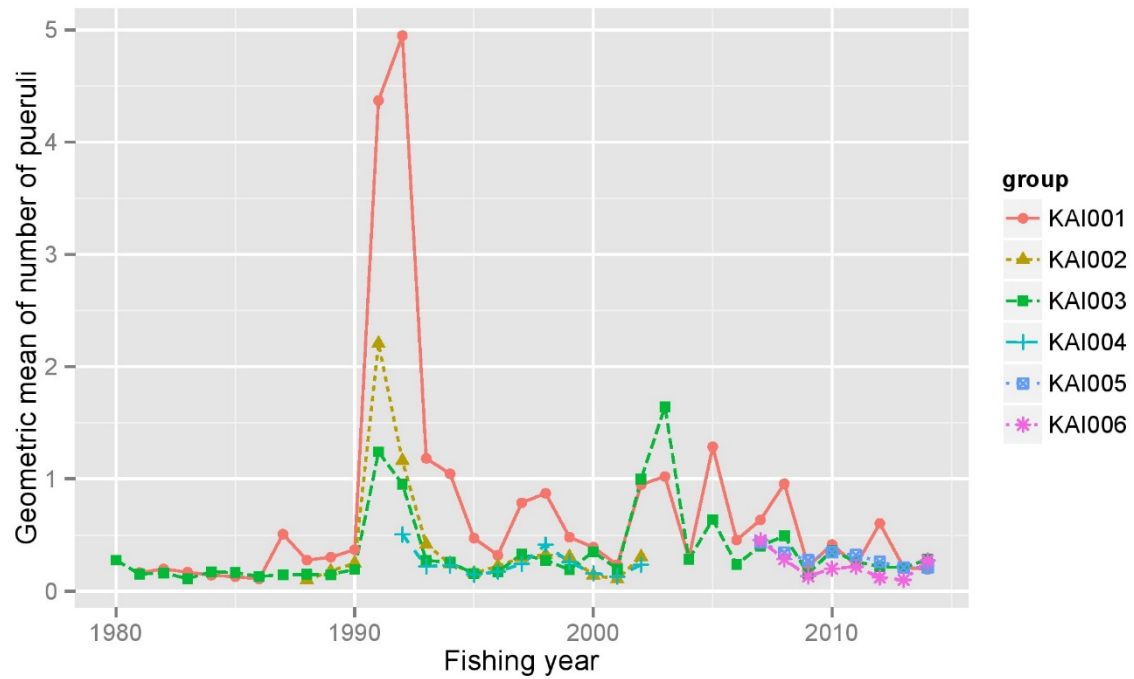 Geometric mean of number of pueruli
5
4
3
2
1
0
1980 1990 2000 2010
Fishing year
group
KAI001
KAI002
KAI003
KAI004
KAI005
KAI006